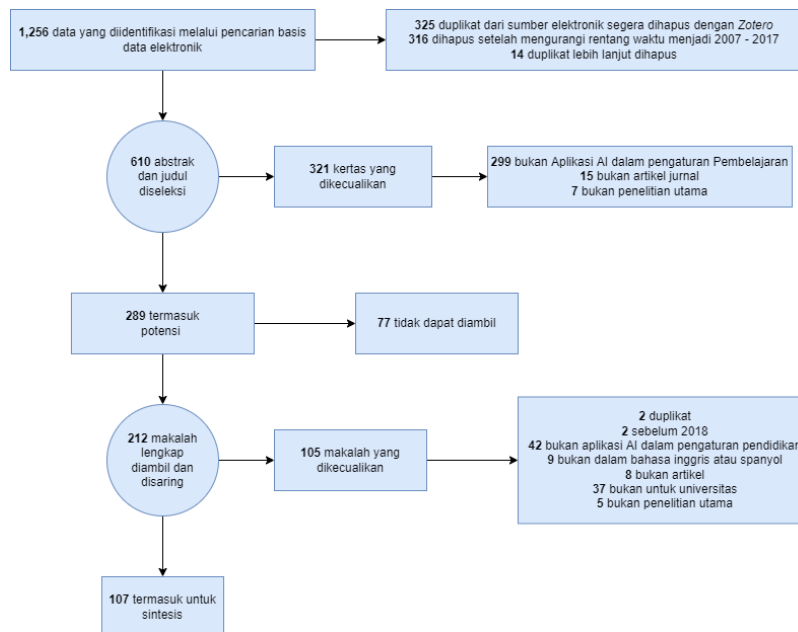 1,256 data yang diidentifikasi melalui pencarian basis
data elektronik
325 duplikat dari sumber elektronik segera dihapus dengan Zotero
316 dihapus setelah mengurangi rentang waktu menjadi 2007 - 2017
14 duplikat lebih lanjut dihapus
610 abstrak
dan judul
diseleksi
321 kertas yang
dikecualikan
299 bukan Aplikasi AI dalam pengaturan Pembelajaran
15 bukan artikel jurnal
7 bukan penelitian utama
289 termasuk
potensi
77 tidak dapat diambil
212 makalah
lengkap
diambil dan
disaring
105 makalah yang
dikecualikan
2 duplikat
2 sebelum 2018
42 bukan aplikasi AI dalam pengaturan pendidikan
9 bukan dalam bahasa inggris atau spanyol
8 bukan artikel
37 bukan untuk universitas
5 bukan penelitian utama
107 termasuk untuk
sintesis